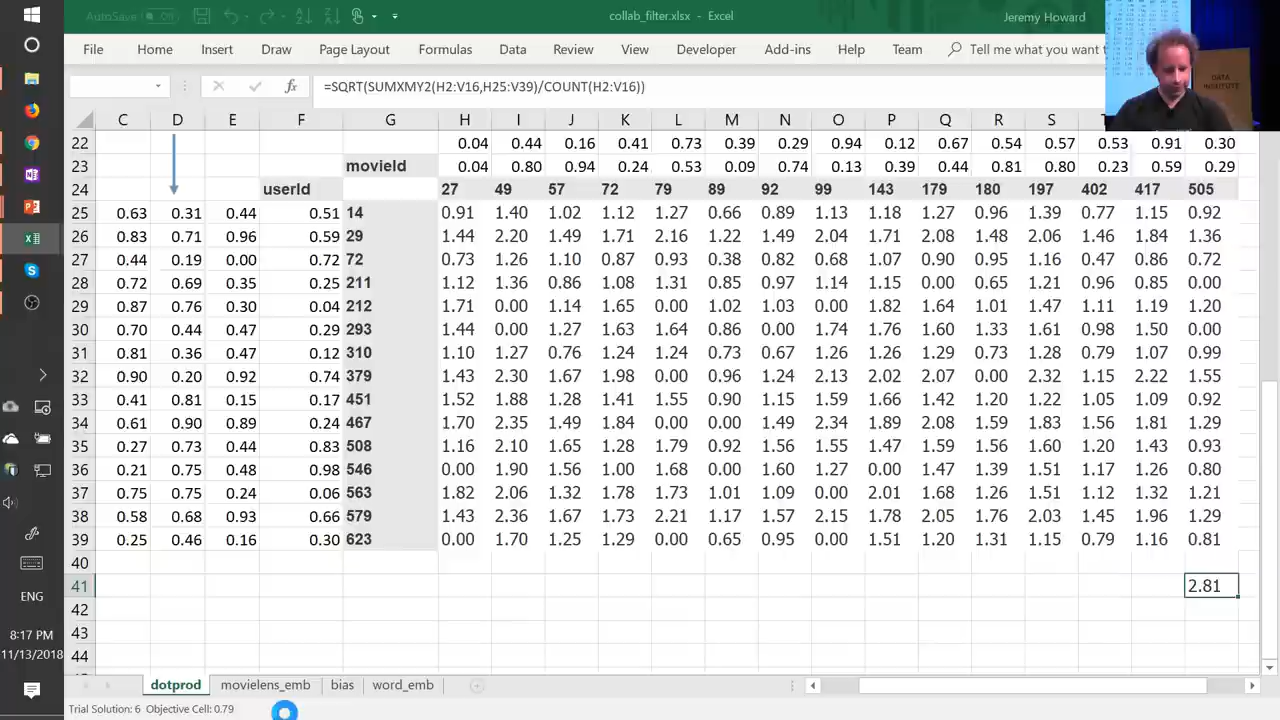 AutoSave Off collab_filter.xlsx - Excel Jeremy Howard
File Home Insert Draw Page Layout Formulas Data Review View Developer Add-ins Help Team Tell me what you want
=SQRT(SUMXMY2(H2:V16,H25:V39)/COUNT(H2:V16))
DATA
INSTITUTE
C D E F G H I J K L M N O P Q R S T
22 0.04 0.44 0.16 0.41 0.73 0.39 0.29 0.94 0.12 0.67 0.54 0.57 0.53 0.91 0.30
23 movieId 0.04 0.80 0.94 0.24 0.53 0.09 0.74 0.13 0.39 0.44 0.81 0.80 0.23 0.59 0.29
24 userId 27 49 57 72 79 89 92 99 143 179 180 197 402 417 505
25 0.63 0.31 0.44 0.51 14 0.91 1.40 1.02 1.12 1.27 0.66 0.89 1.13 1.18 1.27 0.96 1.39 0.77 1.15 0.92
26 0.83 0.71 0.96 0.59 29 1.44 2.20 1.49 1.71 2.16 1.22 1.49 2.04 1.71 2.08 1.48 2.06 1.46 1.84 1.36
27 0.44 0.19 0.00 0.72 72 0.73 1.26 1.10 0.87 0.93 0.38 0.82 0.68 1.07 0.90 0.95 1.16 0.47 0.86 0.72
28 0.72 0.69 0.35 0.25 211 1.12 1.36 0.86 1.08 1.31 0.85 0.97 1.14 1.15 0.00 0.65 1.21 0.96 0.85 0.00
29 0.87 0.76 0.30 0.04 212 1.71 0.00 1.14 1.65 0.00 1.02 1.03 0.00 1.82 1.64 1.01 1.47 1.11 1.19 1.20
30 0.70 0.44 0.47 0.29 293 1.44 0.00 1.27 1.63 1.64 0.86 0.00 1.74 1.76 1.60 1.33 1.61 0.98 1.50 0.00
31 0.81 0.36 0.47 0.12 310 1.10 1.27 0.76 1.24 1.24 0.73 0.67 1.26 1.26 1.29 0.73 1.28 0.79 1.07 0.99
32 0.90 0.20 0.92 0.74 379 1.43 2.30 1.67 1.98 0.00 0.96 1.24 2.13 2.02 2.07 0.00 2.32 1.15 2.22 1.55
33 0.41 0.81 0.15 0.17 451 1.52 1.88 1.28 1.41 1.55 0.90 1.15 1.59 1.66 1.42 1.20 1.22 1.05 1.09 0.92
34 0.61 0.90 0.89 0.24 467 1.70 2.35 1.49 1.84 0.00 0.00 1.49 2.34 1.89 2.08 1.59 1.83 1.56 1.81 1.29
35 0.27 0.73 0.44 0.83 508 1.16 2.10 1.65 1.28 1.79 0.92 1.56 1.55 1.47 1.59 1.56 1.60 1.20 1.43 0.93
36 0.21 0.75 0.48 0.98 546 0.00 1.90 1.56 1.00 1.68 0.00 1.60 1.27 0.00 1.47 1.39 1.51 1.17 1.26 0.80
37 0.75 0.75 0.24 0.06 563 1.82 2.06 1.32 1.78 1.73 1.01 1.09 0.00 2.01 1.68 1.26 1.51 1.12 1.32 1.21
38 0.58 0.68 0.93 0.66 579 1.43 2.36 1.67 1.73 2.21 1.17 1.57 2.15 1.78 2.05 1.76 2.03 1.45 1.96 1.29
39 0.25 0.46 0.16 0.30 623 0.00 1.70 1.25 1.29 0.00 0.65 0.95 0.00 1.51 1.20 1.31 1.15 0.79 1.16 0.81
40
41 2.81
42
43
44
ENG
8:17 PM
11/13/2018
dotprod movielens_emb bias word_emb
Trial Solution: 6 Objective Cell: 0.79